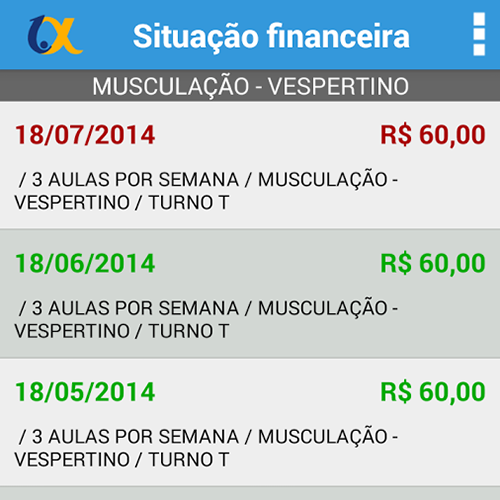 Situação financeira
MUSCULAÇÃO - VESPERTINO
18/07/2014 R$ 60,00
/ 3 AULAS POR SEMANA / MUSCULAÇÃO -
VESPERTINO / TURNO T
18/06/2014 R$ 60,00
/ 3 AULAS POR SEMANA / MUSCULAÇÃO -
VESPERTINO / TURNO T
18/05/2014 R$ 60,00
/ 3 AULAS POR SEMANA / MUSCULAÇÃO -
VESPERTINO / TURNO T